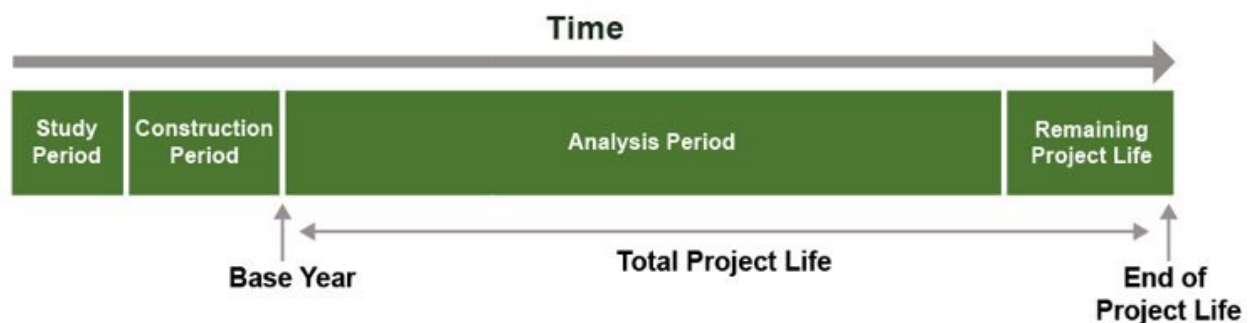 Time
Study
Period
Construction
Period
Analysis Period
Remaining
Project Life
Base Year
Total Project Life
End of
Project Life